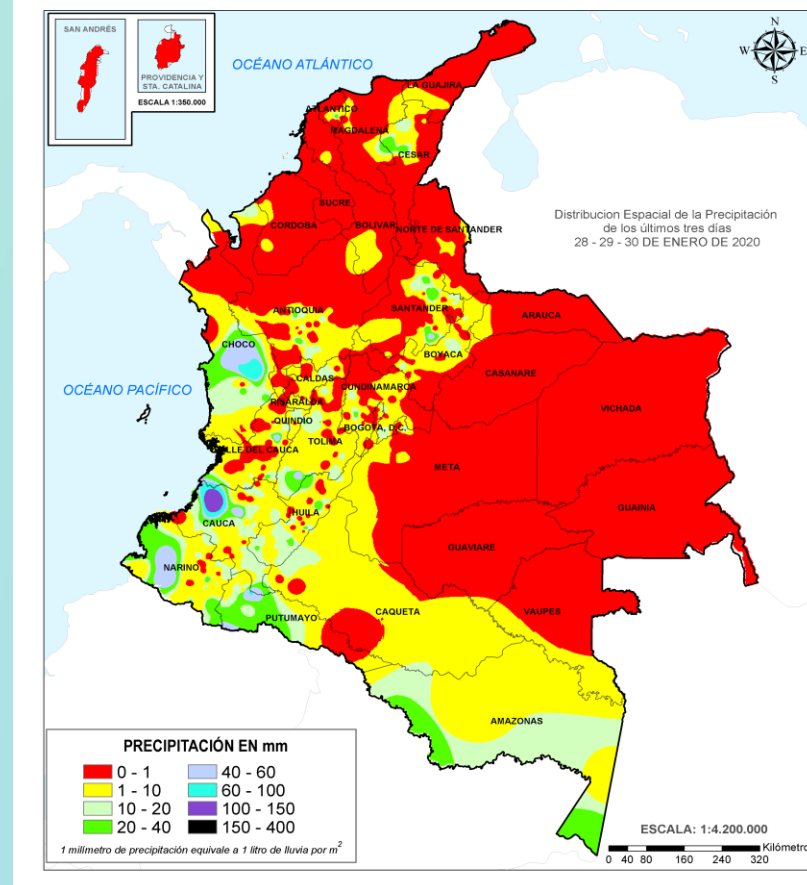 SAN ANDRÉS
PROVIDENCIA Y
STA. CATALINA
ESCALA 1:350.000
OCÉANO ATLÁNTICO
N
W
E
S
LA GUAJIRA
ATLANTICO
MAGDALENA
CESAR
SUCRE
CORDOBA
BOLIVAR
NORTE DE SANTANDER
Distribucion Espacial de la Precipitación
de los últimos tres días
28 - 29 - 30 DE ENERO DE 2020
ANTIOQUIA
SANTANDER
ARAUCA
CHOCO
BOYACA
CASANARE
CALDAS
CUNDINAMARCA
OCÉANO PACÍFICO
RISARALDA
VICHADA
QUINDIO
BOGOTA, D.C.
TOLIMA
VALLE DEL CAUCA
META
GUAINIA
CAUCA
HUILA
GUAVIARE
NARINO
CAQUETA
VAUPES
PUTUMAYO
AMAZONAS
PRECIPITACIÓN EN mm
0 - 1
40 - 60
1 - 10
60 - 100
10 - 20
100 - 150
20 - 40
150 - 400
1 milímetro de precipitación equivale a 1 litro de lluvia por m²
ESCALA: 1:4.200.000
Kilómetro
0 40 80 160 240 320